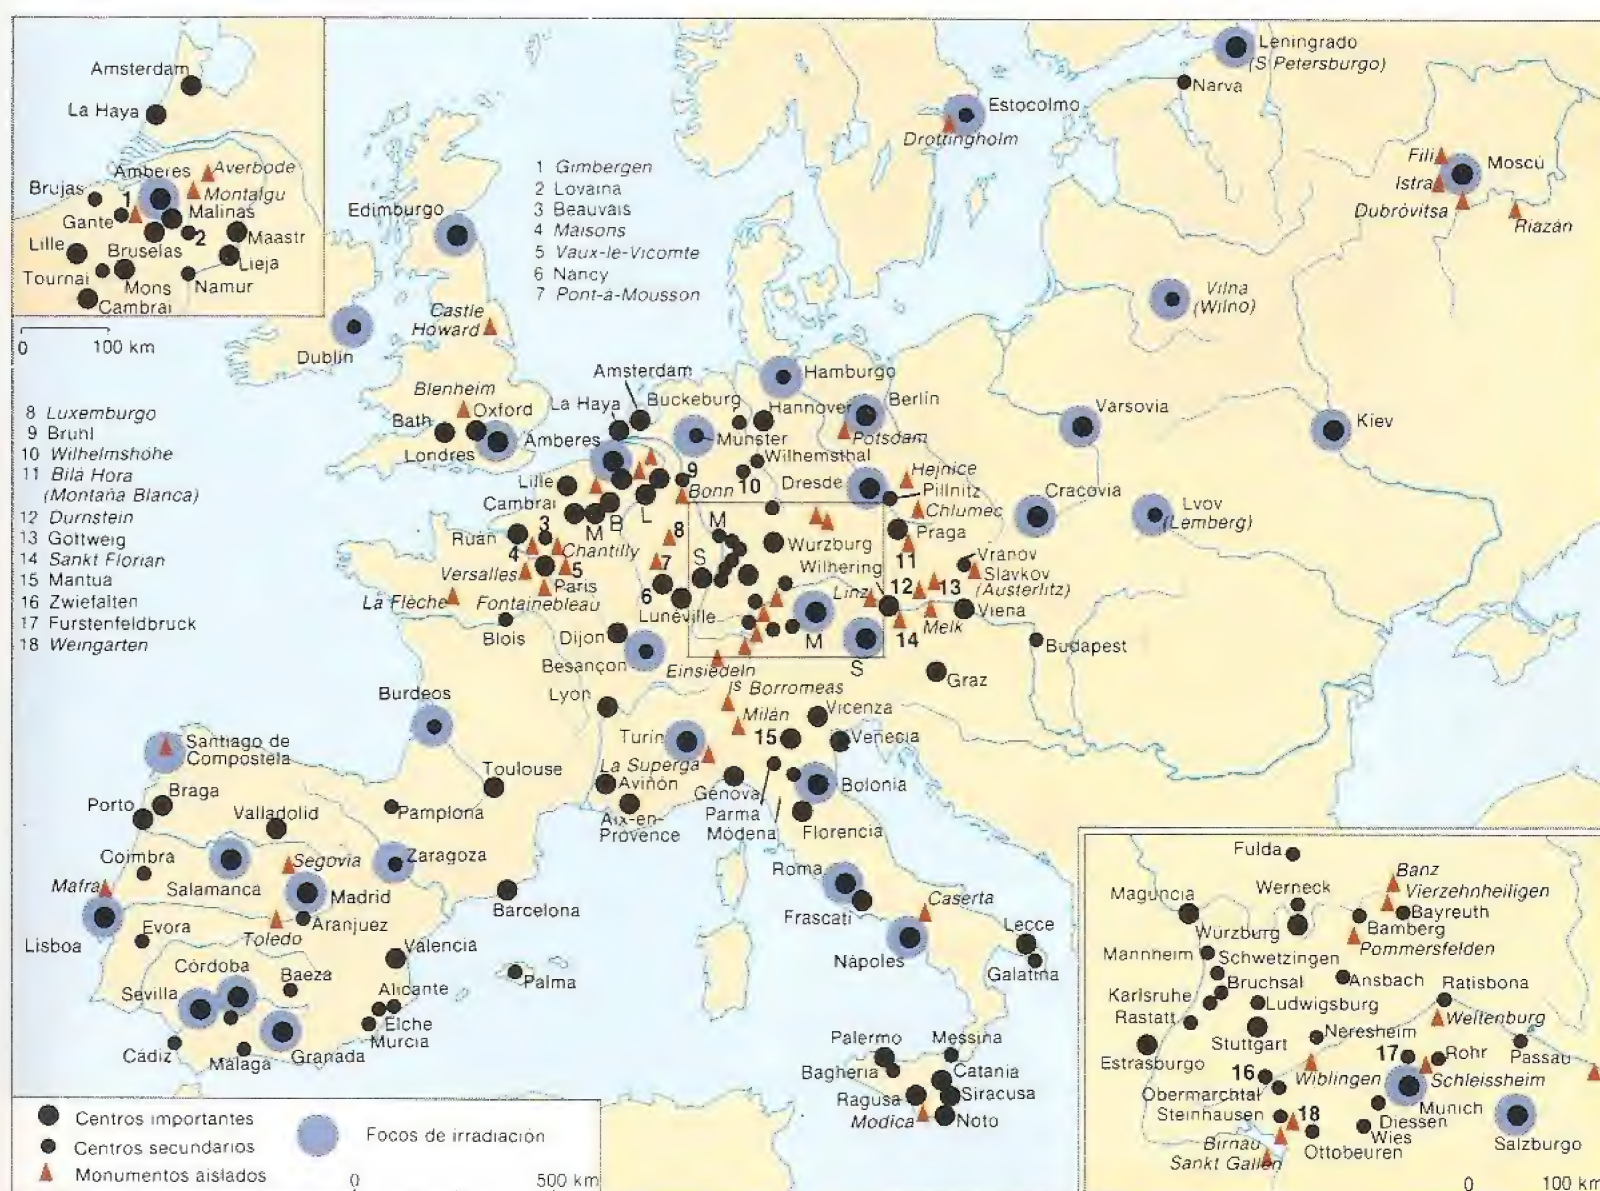 Amsterdam
La Haya
Amberes
Averbode
Brujas
1
Montalgu
Gante
Malinas
2
Lille
Bruselas
Maastr
Lieja
Tournai
Mons
Namur
Cambrai
0 100 km
1 Gimbergen
2 Lovaina
3 Beauvais
4 Maisons
5 Vaux-le-Vicomte
6 Nancy
7 Pont-à-Mousson
8 Luxemburgo
9 Bruhl
10 Wilhelmshöhe
11 Bilá Hora
(Montaña Blanca)
12 Durnstein
13 Gottweig
14 Sankt Florian
15 Mantua
16 Zwiefalten
17 Furstenfeldbruck
18 Weingarten
Leningrado
(S Petersburgo)
Narva
Estocolmo
Drottingholm
Fili
Moscú
Istra
Dubróvitsa
Riazán
Vilna
(Wilno)
Edimburgo
Castle
Howard
Dublín
Blenheim
Bath
Oxford
Londres
Amsterdam
La Haya
Buckeburg
Hamburgo
Hannover
Berlín
Amberes
Munster
Potsdam
Wilhemsthal
Varsovia
Kiev
Lille
9
10
Dresde
Hejnice
Pillnitz
Cambrai
Bonn
Chlumec
Cracovia
Lvov
(Lemberg)
M
B
L
M
Praga
Ruán
3
8
Wurzburg
11
Vranov
4
Chantilly
S
Wilhering
Slavkov
(Austerlitz)
Versalles
5
7
12
13
París
6
Linz
La Flèche
Fontainebleau
Lunéville
Viena
Blois
Dijon
M
14
Melk
Budapest
Besançon
Einsiedeln
S
Graz
Lyon
Is Borromeas
Burdeos
Milán
Vicenza
Turín
15
Venecia
La Superga
Santiago de
Compostela
Toulouse
Aviñón
Génova
Bolonia
Braga
Porto
Valladolid
Pamplona
Aix-en-
Provence
Parma
Módena
Florencia
Coimbra
Segovia
Zaragoza
Roma
Mafra
Salamanca
Madrid
Frascati
Caserta
Lisboa
Evora
Toledo
Aranjuez
Barcelona
Lecce
Nápoles
Galatina
Valencia
Córdoba
Baeza
Palma
Sevilla
Alicante
Elche
Murcia
Cádiz
Málaga
Granada
Palermo
Messina
Bagheria
Catania
Ragusa
Siracusa
Modica
Noto
Centros importantes
Centros secundarios
Monumentos aislados
Focos de irradiación
0 500 km
Fulda
Banz
Werneck
Vierzehnheiligen
Maguncia
Bayreuth
Bamberg
Wurzburg
Pommersfelden
Mannheim
Schwetzingen
Bruchsal
Ansbach
Ratisbona
Karlsruhe
Ludwigsburg
Rastatt
Weltenburg
Stuttgart
Neresheim
Estrasburgo
17
Rohr
Passau
16
Wiblingen
Schleissheim
Obermarchtal
Steinhausen
18
Munich
Diessen
Birnau
Wies
Salzburgo
Sankt Gallen
Ottobeuren
0 100 km